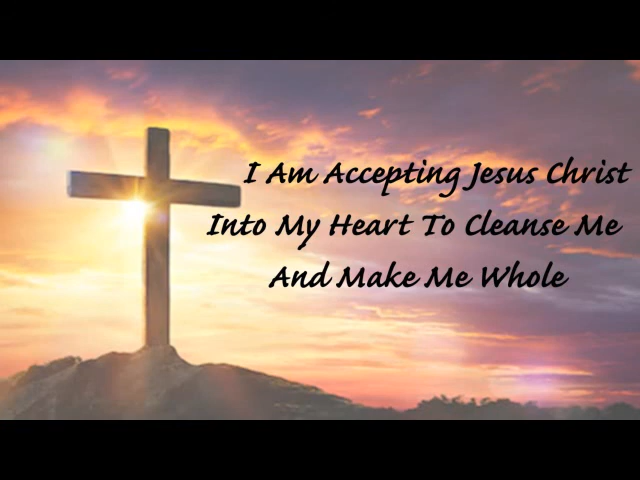 I Am Accepting Jesus Christ
Into My Heart To Cleanse Me
And Make Me Whole